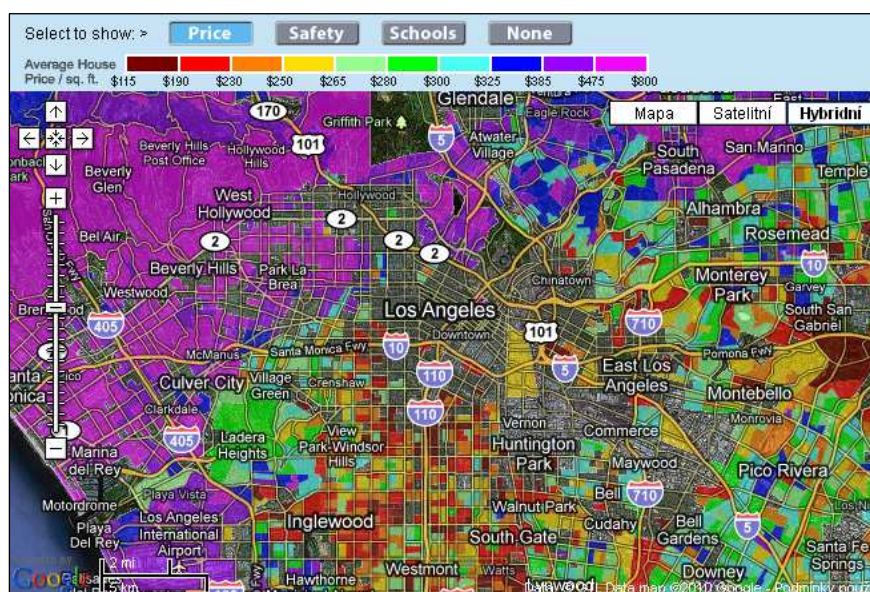 Select to show: >
Price
Safety
Schools
None
Average House
Price / sq. ft.
$115 $190 $230 $250 $265 $280 $300 $325 $385 $475 $800
Mapa
Satelitní
Hybridní
Glendale
170
Griffith Park
Eagle Rock
101
5
Atwater
Village
Beverly Hills
Post Office
Hollywood
Hills
Beverly
Glen
South
Pasadena
San Marino
Temple
West
Hollywood
Hollywood
2
Alhambra
Bel Air
2
2
2
Rosemead
10
Beverly Hills
Park La
Brea
Chinatown
Monterey
Park
Garvey
Westwood
Los Angeles
South San
Gabriel
405
Downtown
101
710
10
McManus
Santa Monica Fwy
Pomona Fwy
Culver City
Village
Green
Crenshaw
110
5
East Los
Angeles
Montebello
Clarkdale
110
Monrovia
405
Ladera
Heights
View
Park-Windsor
Hills
Vernon
Commerce
Huntington
Park
Marina
del Rey
Maywood
Pico Rivera
Playa Vista
Bell
710
Motordrome
Los Angeles
International
Airport
Inglewood
Walnut Park
Cudahy
Bell
Gardens
5
Playa
Del Rey
South Gate
Santa Fe
Springs
2 mi
5 km
Hawthorne
Westmont
Watts
Lynwood
Downey
Data map ©2010 Google - Podmínky použ